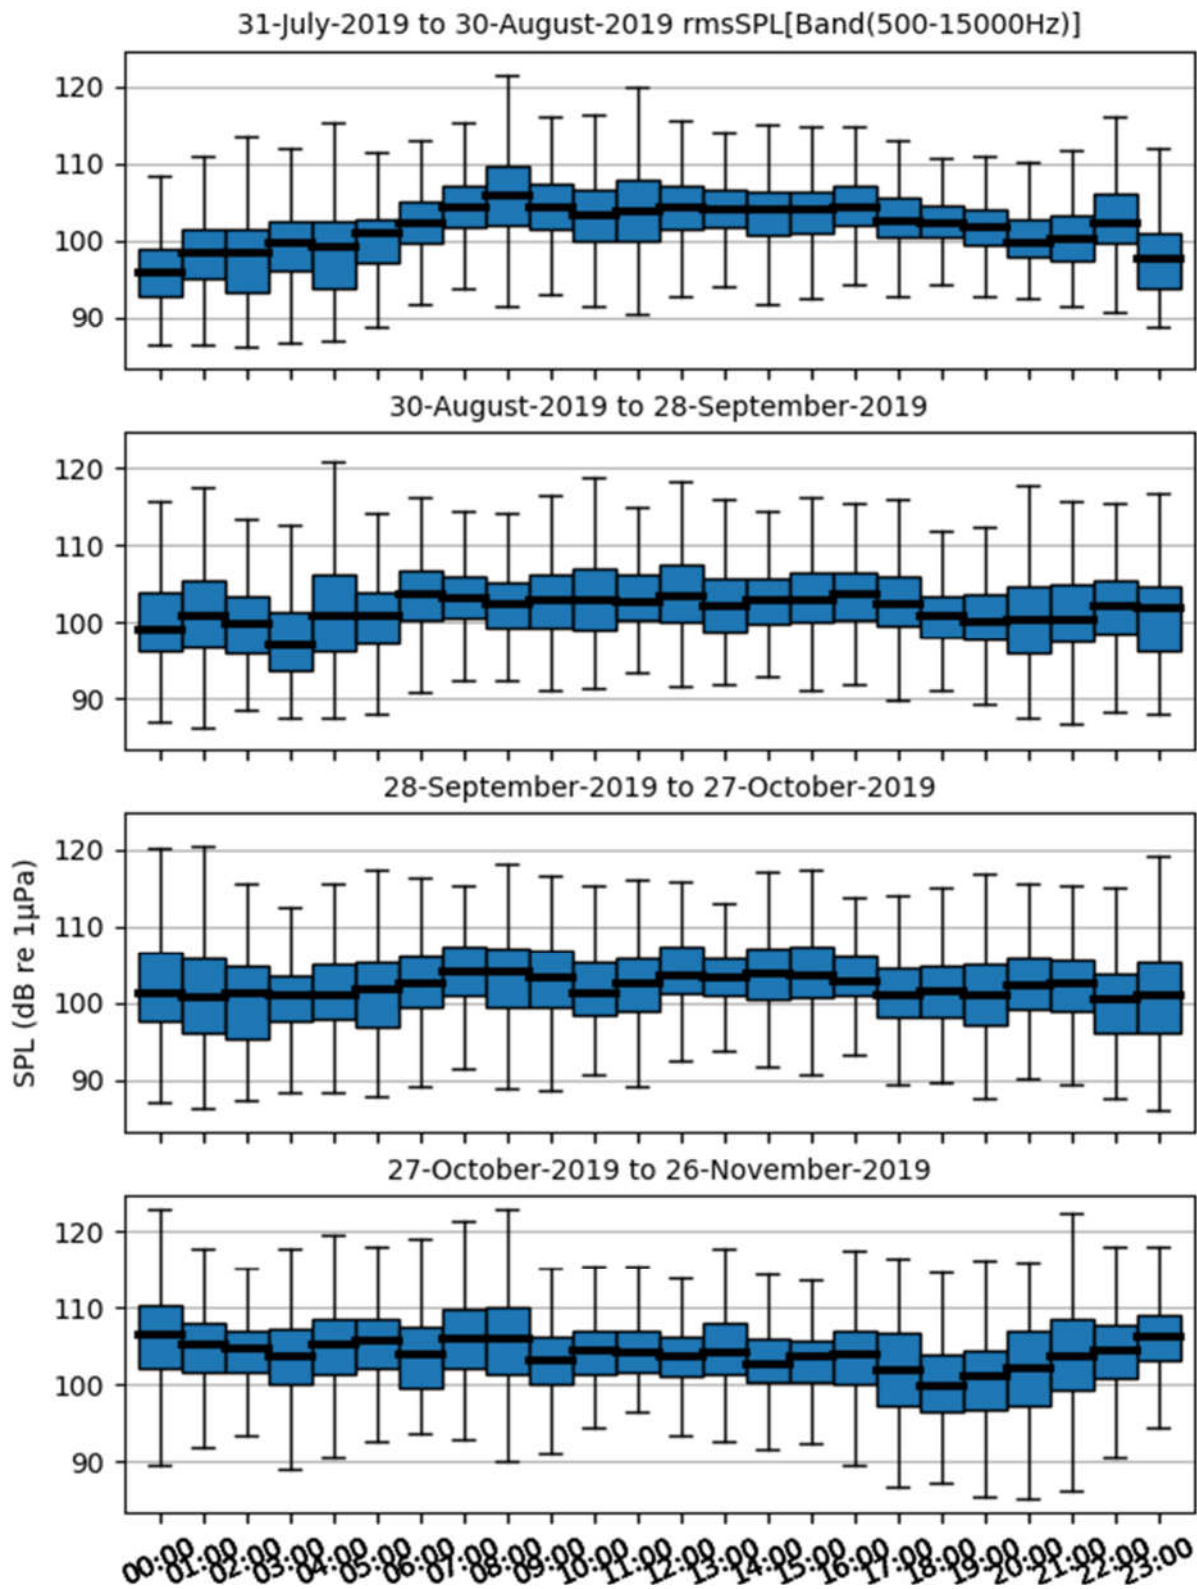 31-July-2019 to 30-August-2019 rmsSPL[Band(500-15000Hz)]
120
110
100
90
30-August-2019 to 28-September-2019
120
110
100
90
28-September-2019 to 27-October-2019
SPL (dB re 1µPa)
120
110
100
90
27-October-2019 to 26-November-2019
120
110
100
90
00:00 01:00 02:00 03:00 04:00 05:00 06:00 07:00 08:00 09:00 10:00 11:00 12:00 13:00 14:00 15:00 16:00 17:00 18:00 19:00 20:00 21:00 22:00 23:00